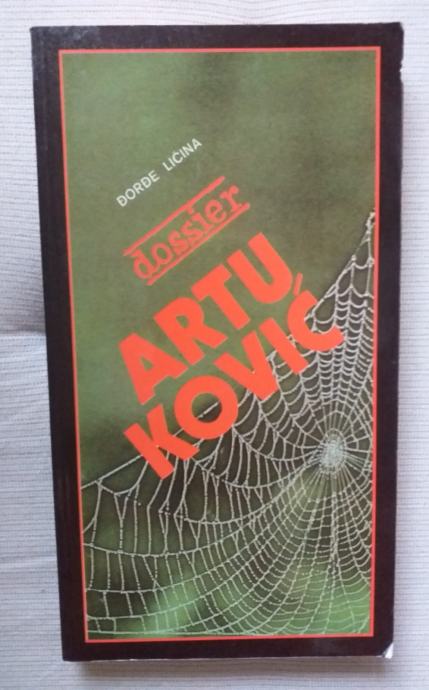 ĐORĐE LIČINA
dossier
ARTU
KOVIĆ